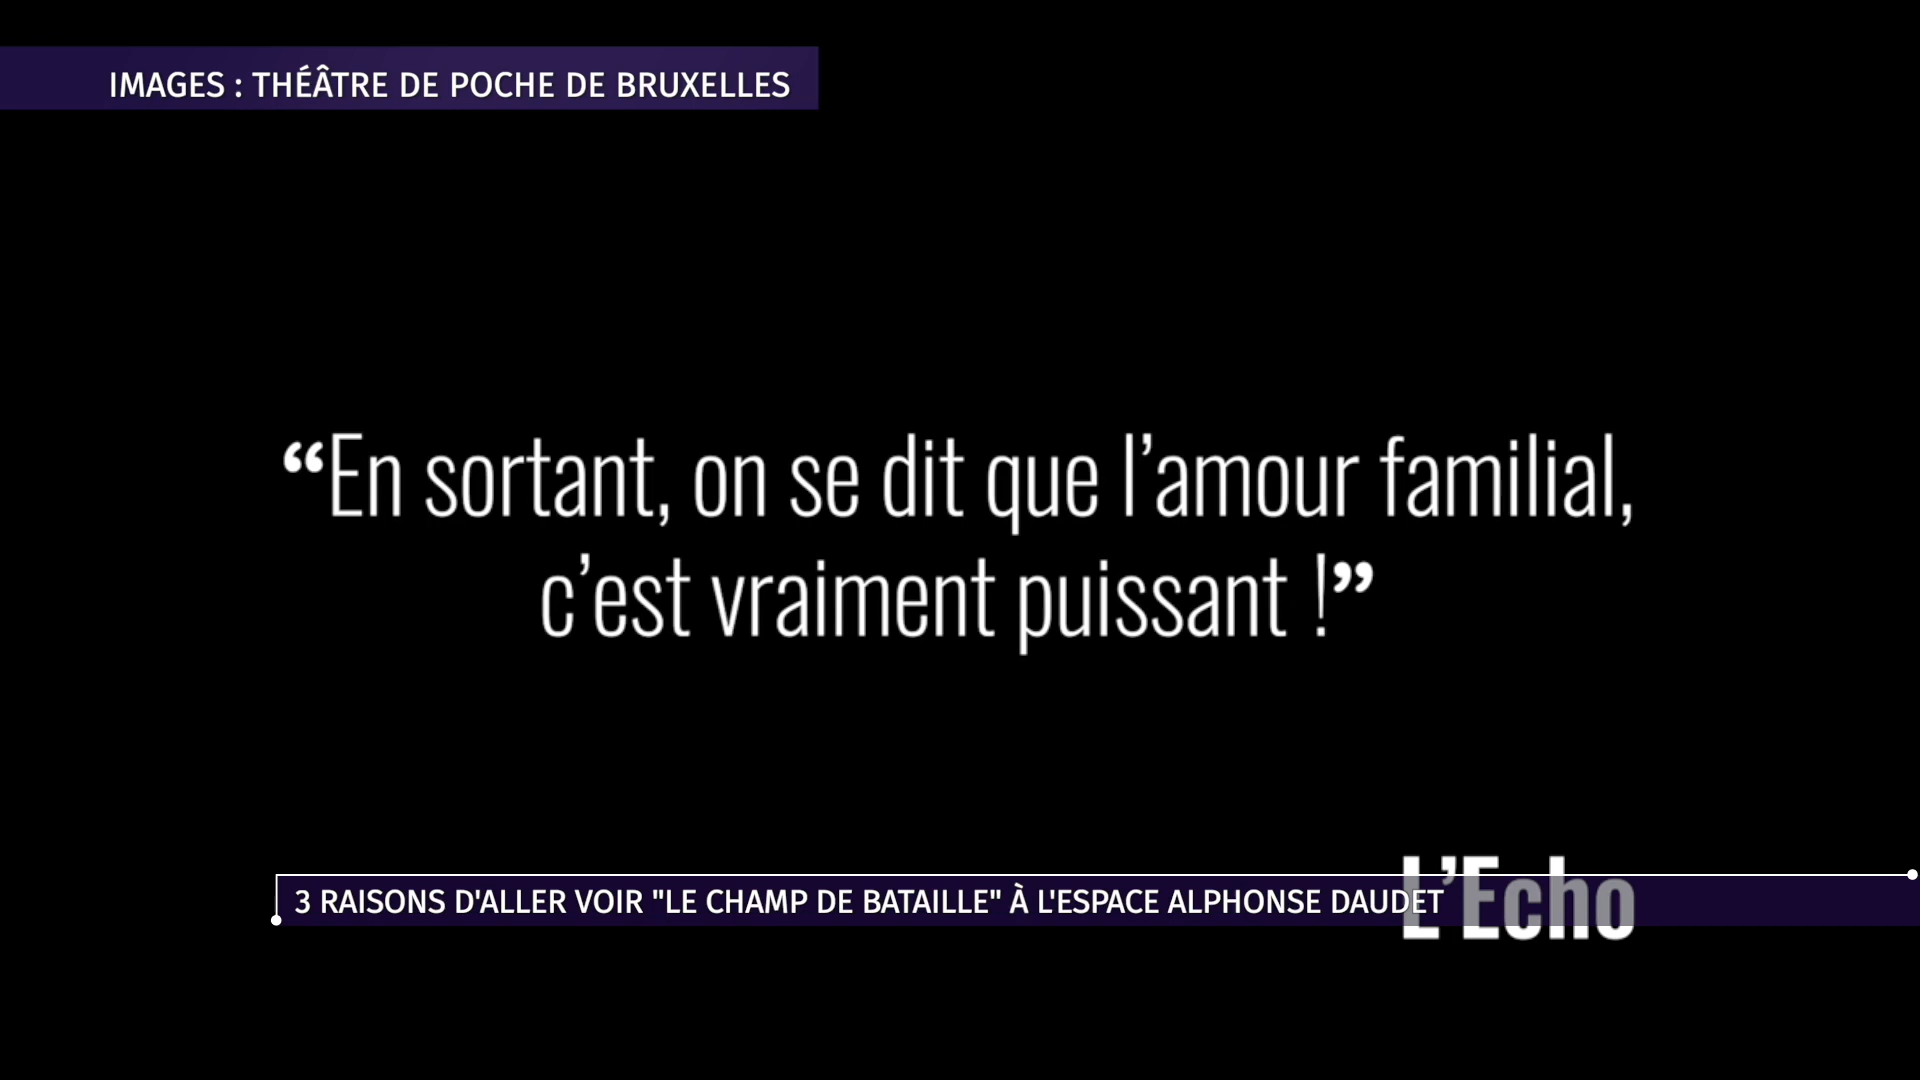 IMAGES : THÉÂTRE DE POCHE DE BRUXELLES
“En sortant, on se dit que l’amour familial,
c’est vraiment puissant !”
L’Echo
3 RAISONS D'ALLER VOIR "LE CHAMP DE BATAILLE" À L'ESPACE ALPHONSE DAUDET